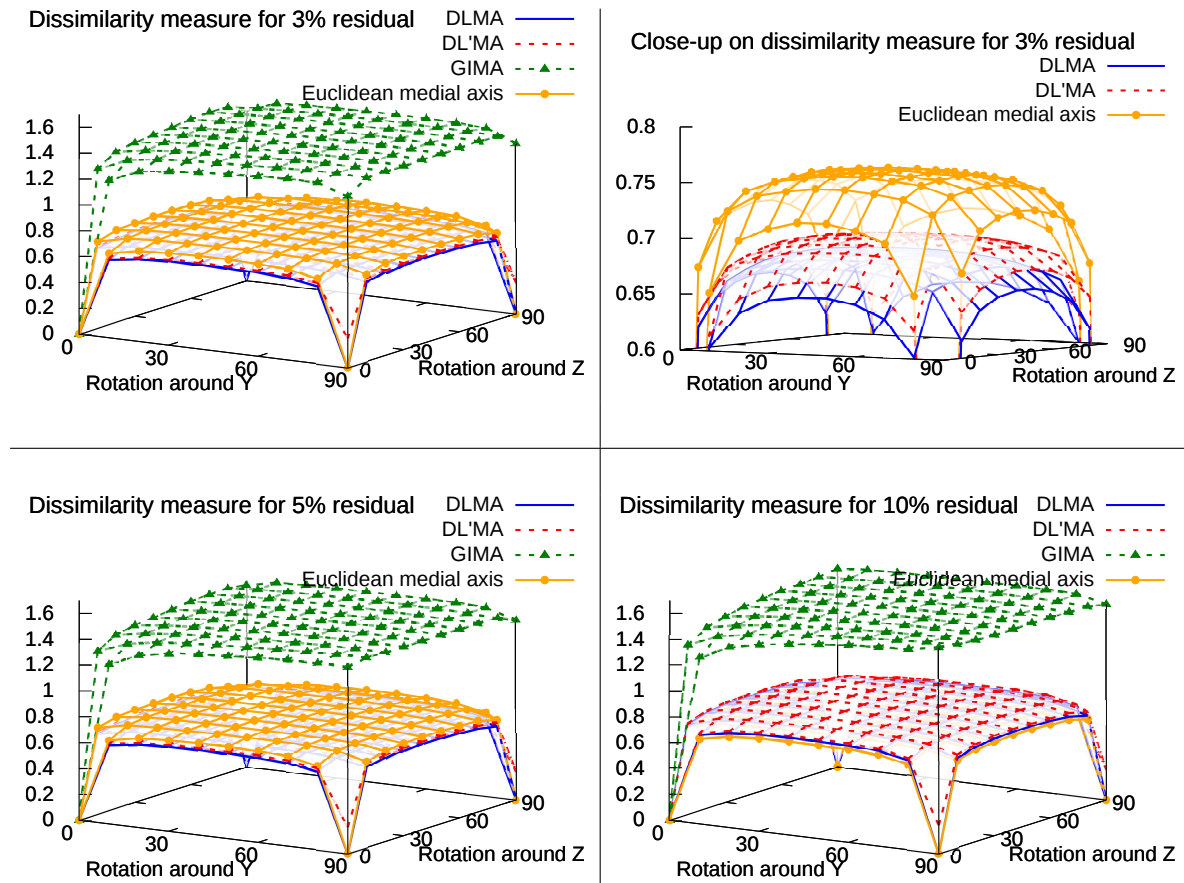 Dissimilarity measure for 3% residual
DLMA
DL'MA
GIMA
Euclidean medial axis
1.6
1.4
1.2
1
0.8
0.6
0.4
0.2
0
0
30
60
90
Rotation around Y
0
30
60
90
Rotation around Z
Close-up on dissimilarity measure for 3% residual
DLMA
DL'MA
Euclidean medial axis
0.8
0.75
0.7
0.65
0.6
0
30
60
90
Rotation around Y
0
30
60
90
Rotation around Z
Dissimilarity measure for 5% residual
DLMA
DL'MA
GIMA
Euclidean medial axis
1.6
1.4
1.2
1
0.8
0.6
0.4
0.2
0
0
30
60
90
Rotation around Y
0
30
60
90
Rotation around Z
Dissimilarity measure for 10% residual
DLMA
DL'MA
GIMA
Euclidean medial axis
1.6
1.4
1.2
1
0.8
0.6
0.4
0.2
0
0
30
60
90
Rotation around Y
0
30
60
90
Rotation around Z